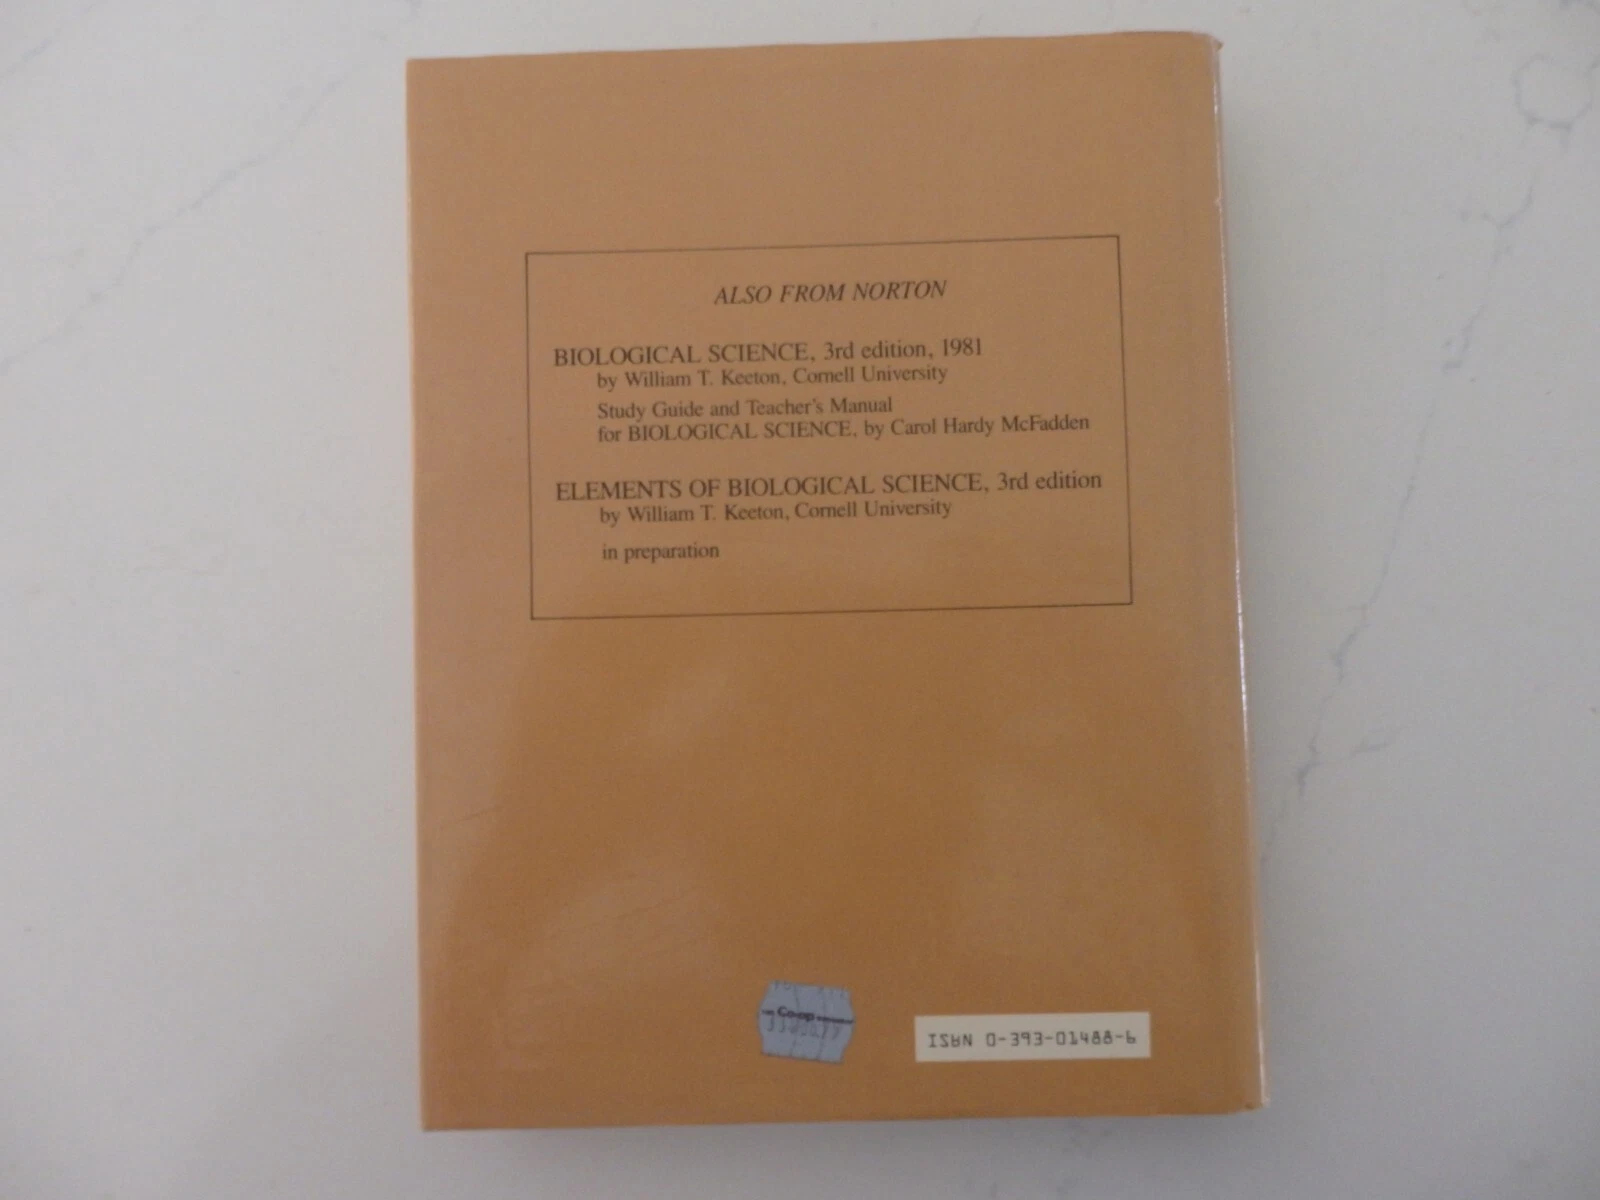 ALSO FROM NORTON
BIOLOGICAL SCIENCE, 3rd edition, 1981
by William T. Keeton, Cornell University
Study Guide and Teacher's Manual
for BIOLOGICAL SCIENCE, by Carol Hardy McFadden
ELEMENTS OF BIOLOGICAL SCIENCE, 3rd edition
by William T. Keeton, Cornell University
in preparation
Co-op
ISBN 0-393-01488-6